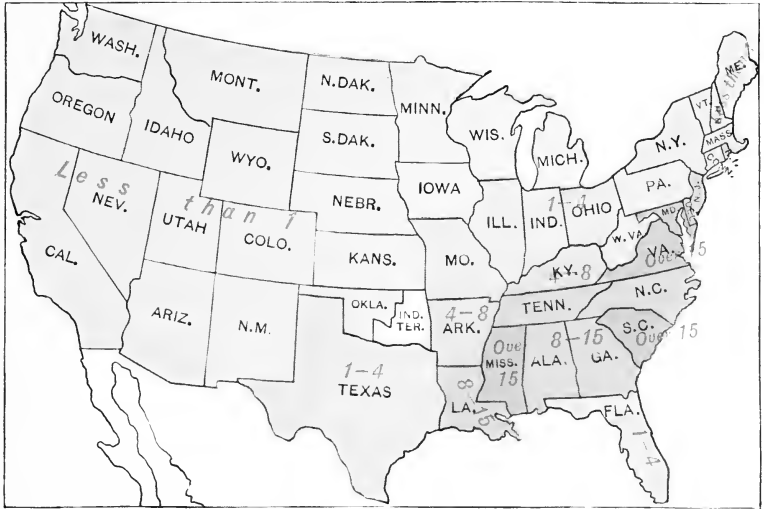 WASH.
MONT.
N.DAK.
MINN.
ME.
VT.
OREGON
IDAHO
S.DAK.
WIS.
MICH.
N.Y.
MASS
WYO.
Less
than 1
NEV.
UTAH
COLO.
NEBR.
IOWA
ILL.
IND.
1-4
OHIO
PA.
MD.
W.VA.
VA.
Over 15
CAL.
KANS.
MO.
KY.
4-8
N.C.
TENN.
ARIZ.
N.M.
OKLA.
IND.
TER.
4-8
ARK.
S.C.
Over 15
Ove
MISS.
15
8-15
ALA.
GA.
1-4
TEXAS
LA.
8-15
FLA.
1-4